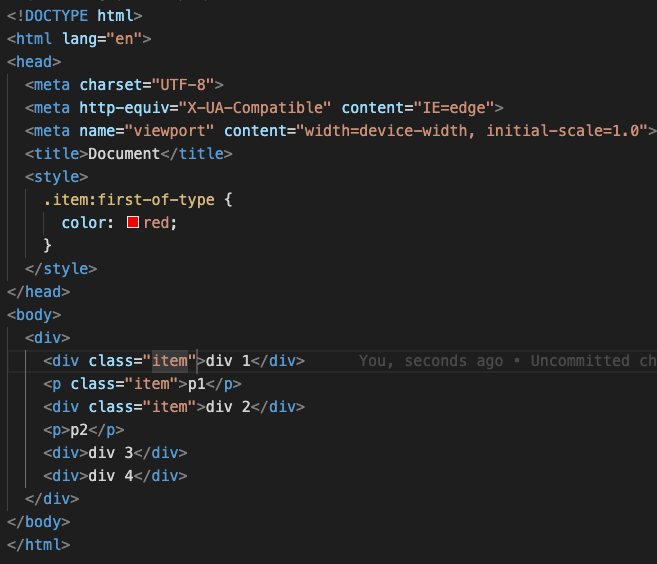 <!DOCTYPE html>
<html lang="en">
<head>
<meta charset="UTF-8">
<meta http-equiv="X-UA-Compatible" content="IE=edge">
<meta name="viewport" content="width=device-width, initial-scale=1.0">
<title>Document</title>
<style>
.item:first-of-type {
color: red;
}
</style>
</head>
<body>
<div>
<div class="item">div 1</div> You, seconds ago • Uncommitted ch
<p class="item">p1</p>
<div class="item">div 2</div>
<p>p2</p>
<div>div 3</div>
<div>div 4</div>
</div>
</body>
</html>